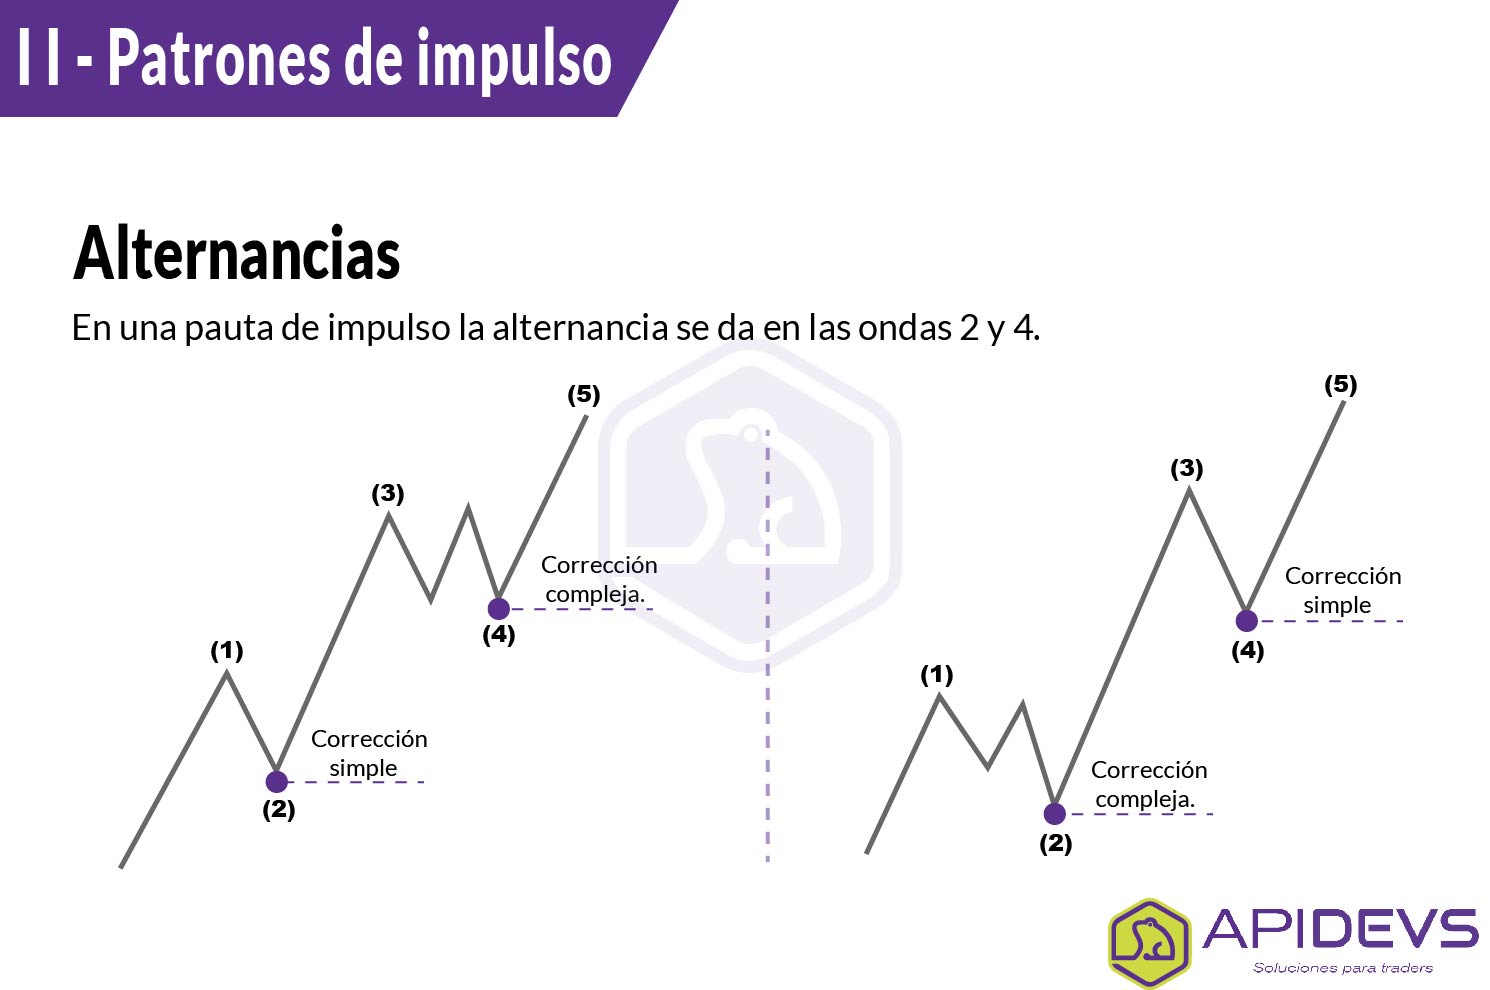 II - Patrones de impulso
Alternancias
En una pauta de impulso la alternancia se da en las ondas 2 y 4.
(5)
(3)
Corrección
compleja.
(4)
(1)
Corrección
simple
(2)
(5)
(3)
Corrección
simple
(4)
(1)
Corrección
compleja.
(2)
APIDEVS
Soluciones para traders